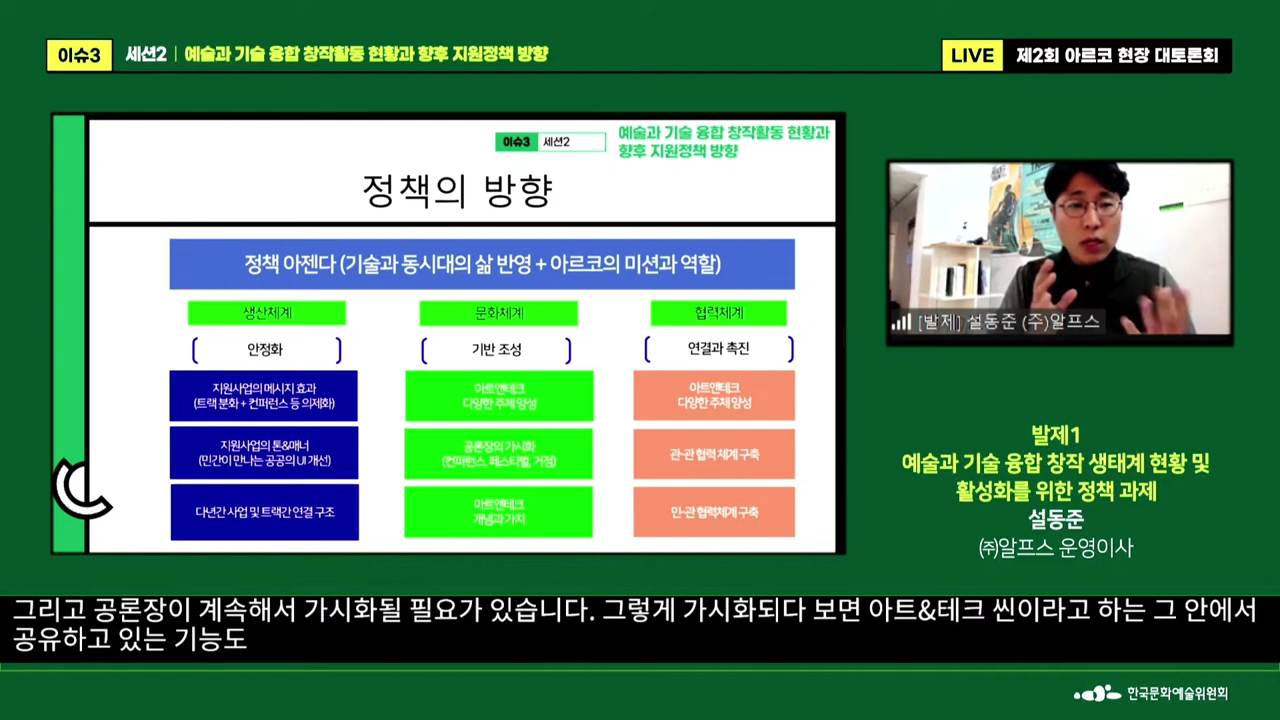 이슈3 세션2 | 예술과 기술 융합 창작활동 현황과 향후 지원정책 방향
LIVE 제2회 아르코 현장 대토론회
이슈3 세션2
예술과 기술 융합 창작활동 현황과
향후 지원정책 방향
정책의 방향
정책 아젠다 (기술과 동시대의 삶 반영 + 아르코의 미션과 역할)
생산체계
문화체계
협력체계
안정화
기반 조성
연결과 촉진
지원사업의 메시지 효과
(트랙 분화 + 컨퍼런스 등 의제화)
아트앤테크
다양한 주체 양성
아트앤테크
다양한 주체 양성
지원사업의 톤&매너
(민간이 만나는 공공의 UI 개선)
공론장의 가시화
(컨퍼런스, 페스티벌, 거점)
관-관 협력 체계 구축
다년간 사업 및 트랙간 연결 구조
아트앤테크
개념과 가치
민-관 협력체계 구축
[발제] 설동준 (주)알프스
발제1
예술과 기술 융합 창작 생태계 현황 및
활성화를 위한 정책 과제
설동준
㈜알프스 운영이사
그리고 공론장이 계속해서 가시화될 필요가 있습니다. 그렇게 가시화되다 보면 아트&테크 씬이라고 하는 그 안에서
공유하고 있는 기능도
한국문화예술위원회